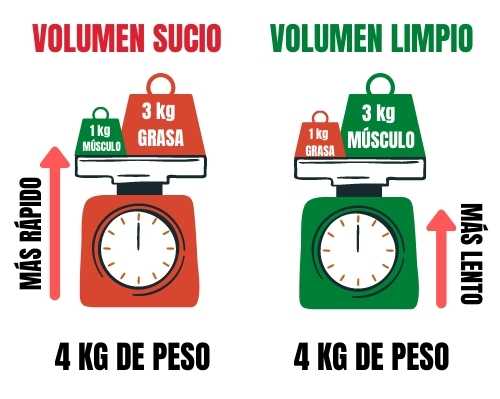 VOLUMEN SUCIO
3 kg
GRASA
1 kg
MÚSCULO
MÁS RÁPIDO
4 KG DE PESO
VOLUMEN LIMPIO
3 kg
MÚSCULO
1 kg
GRASA
MÁS LENTO
4 KG DE PESO